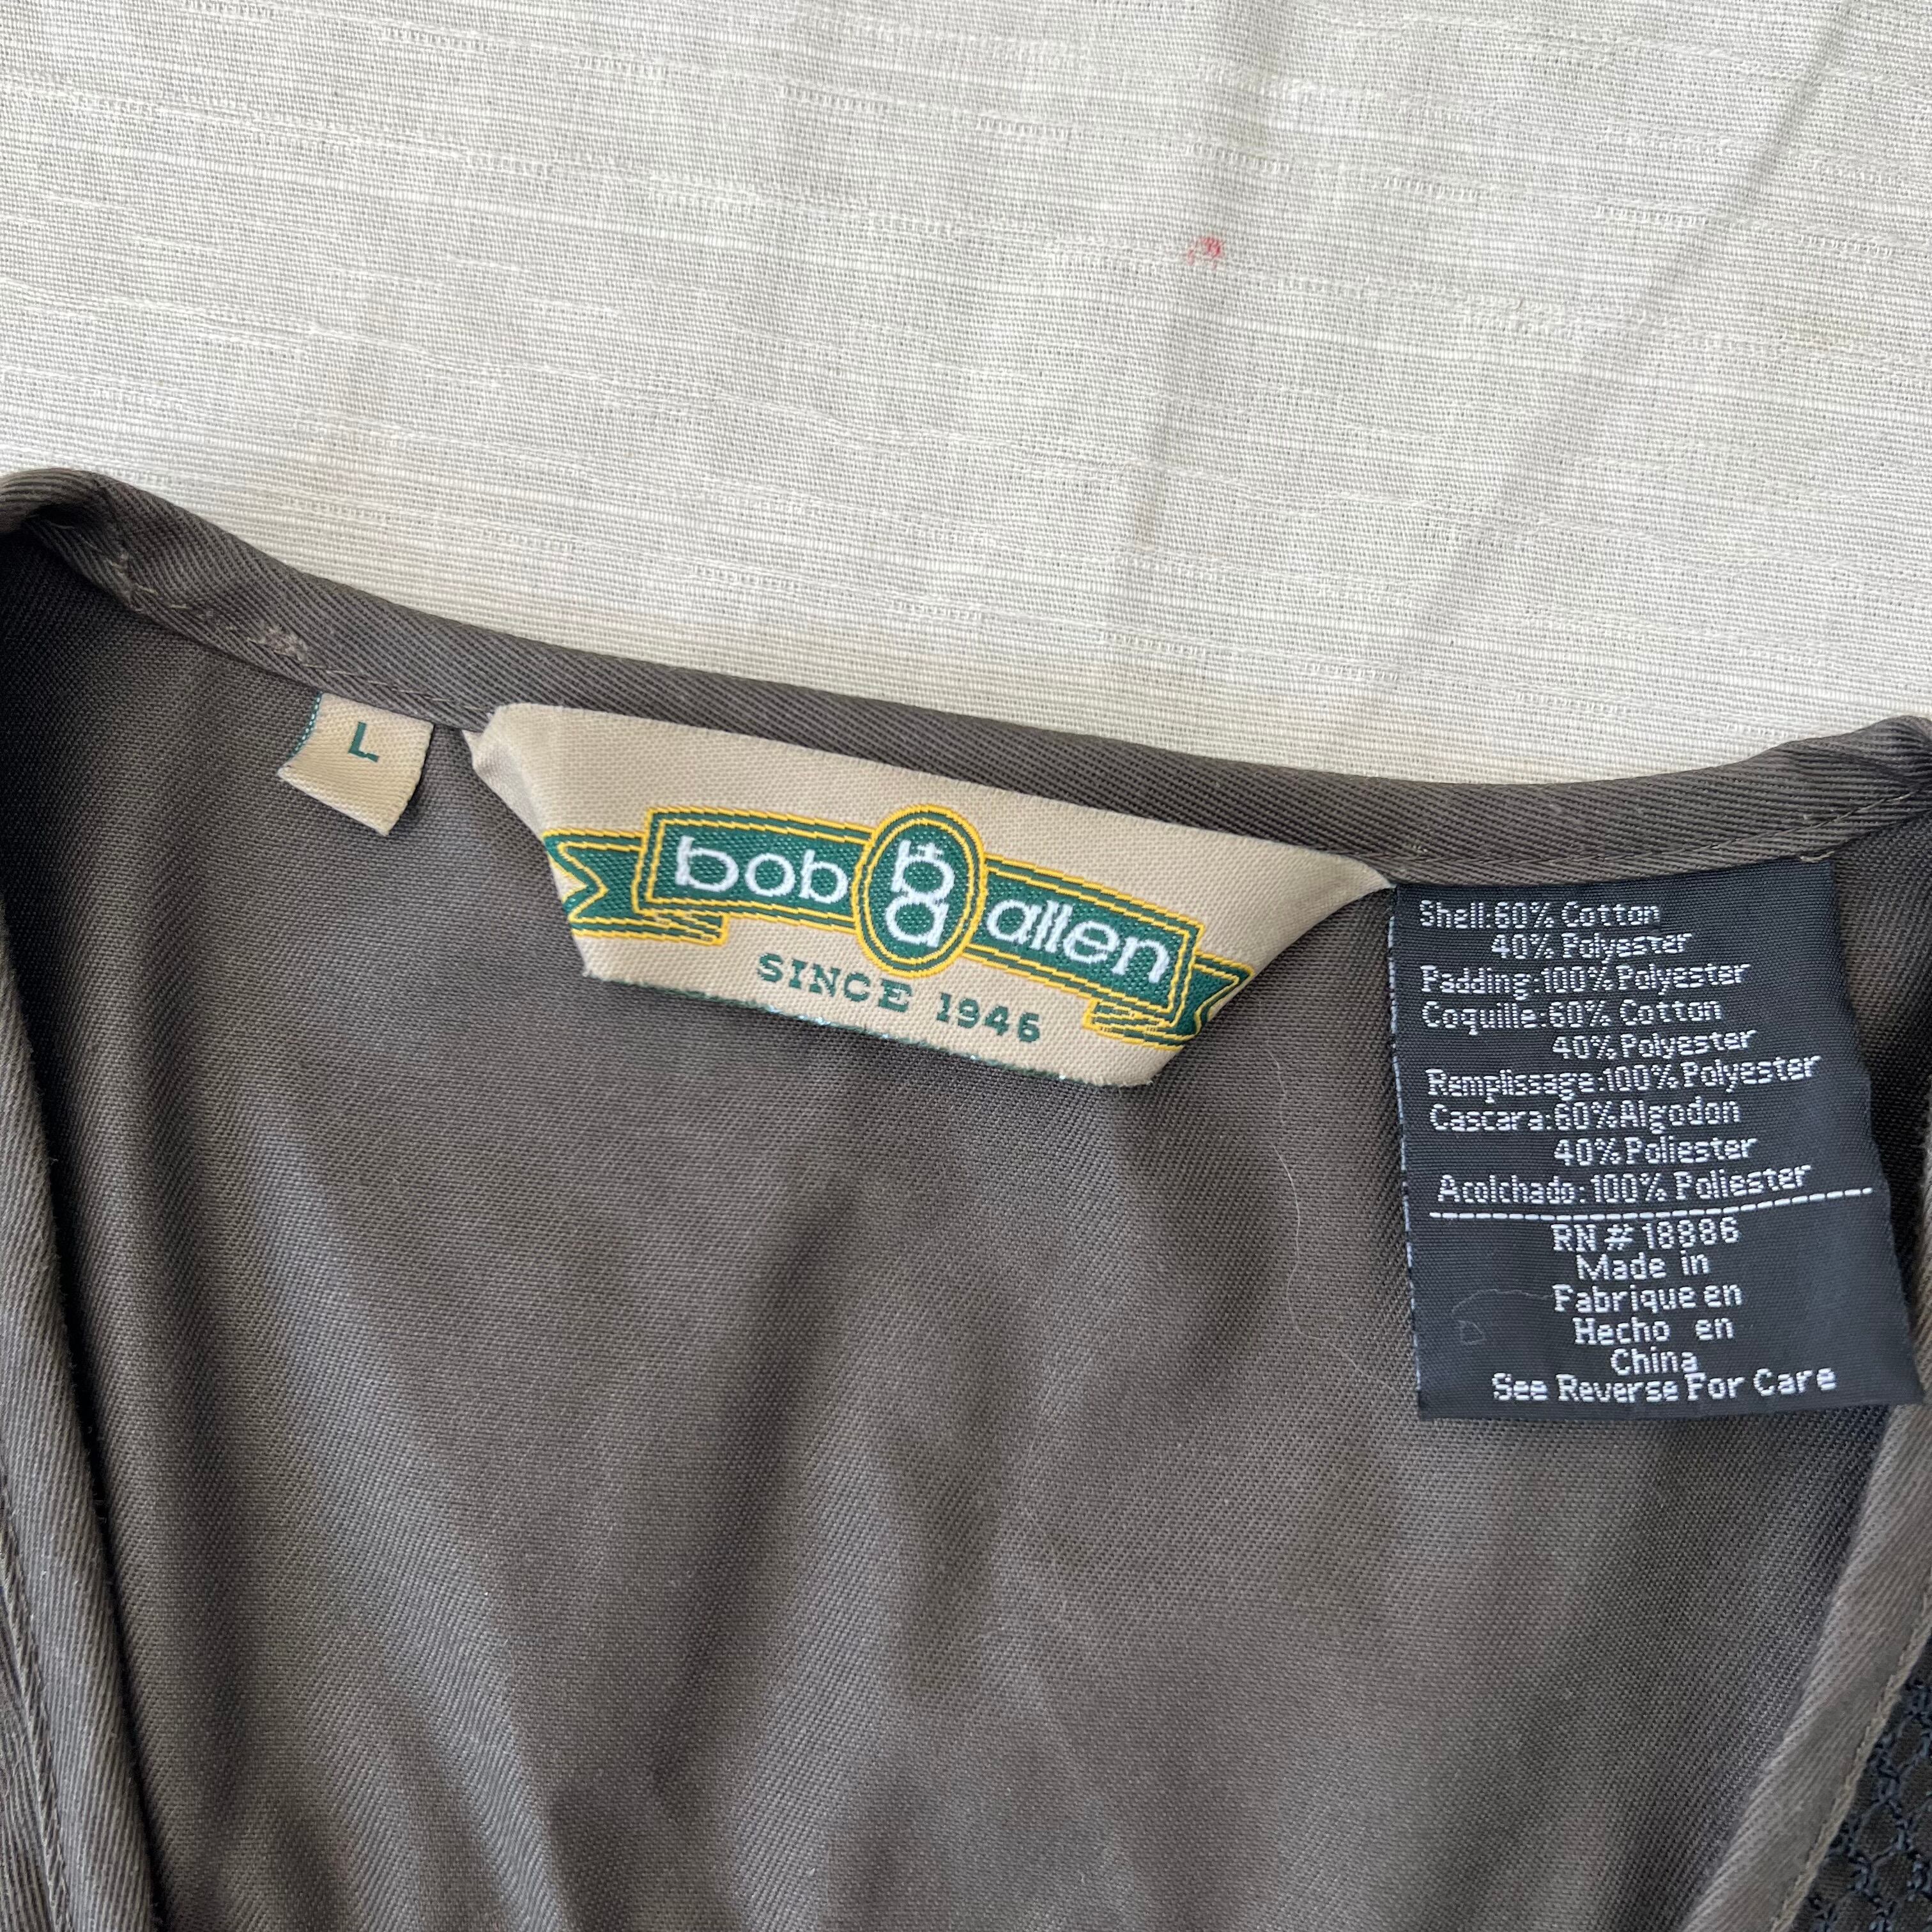 L
bob ba allen
SINCE 1946
Shell:60% Cotton
40% Polyester
Padding:100% Polyester
Coquille:60% Cotton
40% Polyester
Remplissage:100% Polyester
Cascara:60% Algodon
40% Poliester
Acolchado:100% Poliester
RN # 18886
Made in
Fabrique en
Hecho en
China
See Reverse For Care